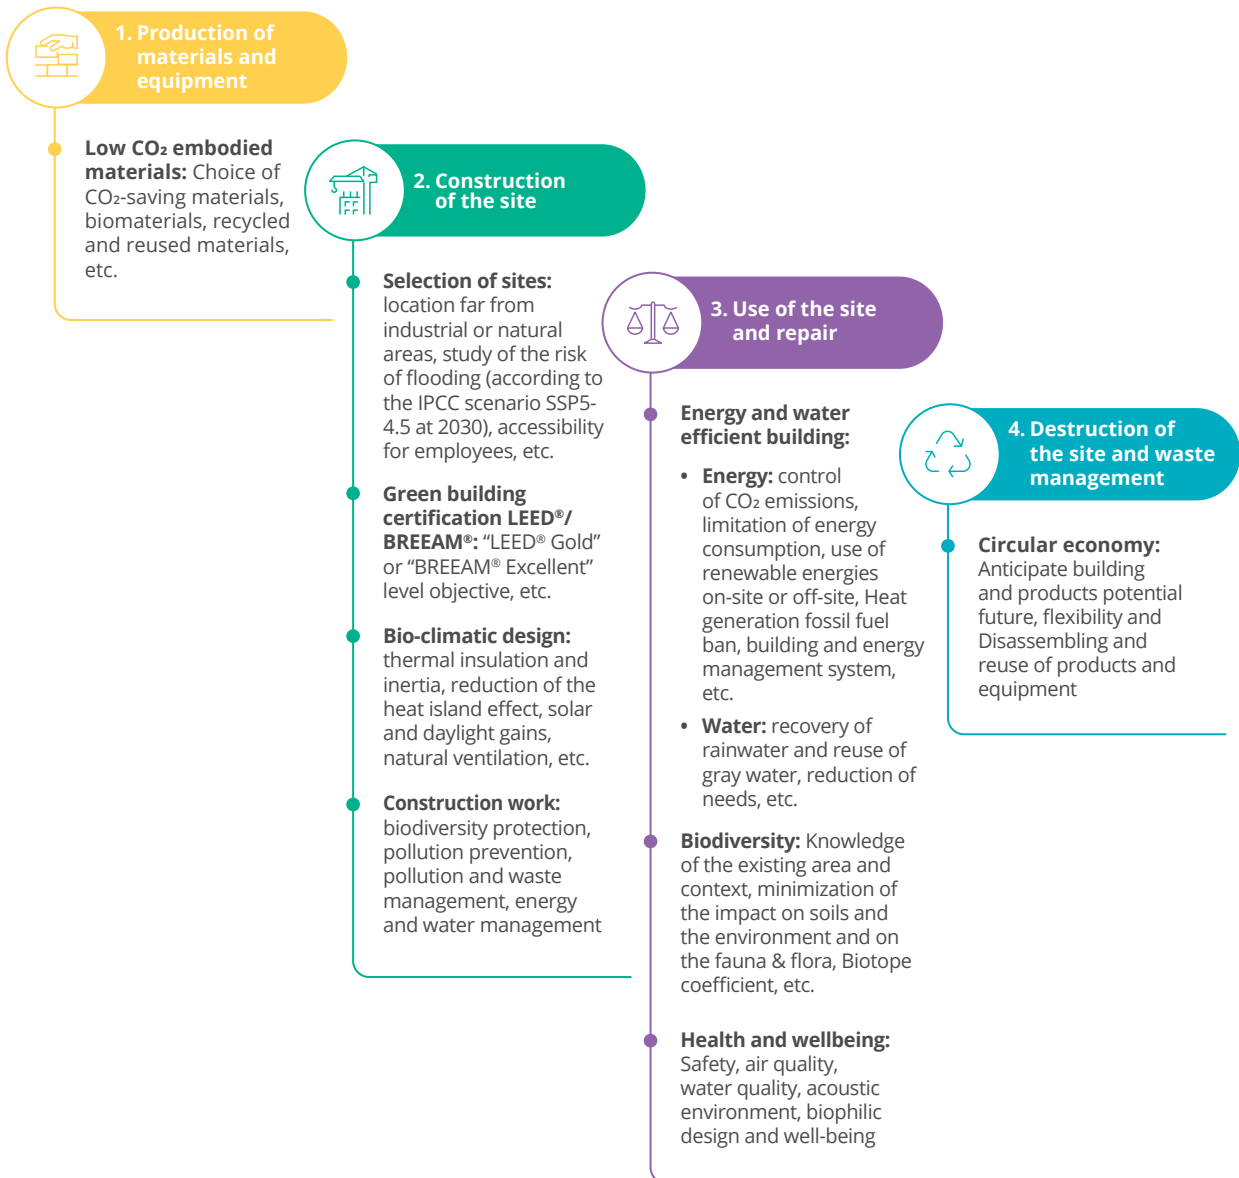 1. Production of
materials and
equipment
Low CO₂ embodied
materials: Choice of
CO₂-saving materials,
biomaterials, recycled
and reused materials,
etc.
2. Construction
of the site
Selection of sites:
location far from
industrial or natural
areas, study of the risk
of flooding (according to
the IPCC scenario SSP5-
4.5 at 2030), accessibility
for employees, etc.
Green building
certification LEED®/
BREEAM®: “LEED® Gold”
or “BREEAM® Excellent”
level objective, etc.
Bio-climatic design:
thermal insulation and
inertia, reduction of the
heat island effect, solar
and daylight gains,
natural ventilation, etc.
Construction work:
biodiversity protection,
pollution prevention,
pollution and waste
management, energy
and water management
3. Use of the site
and repair
Energy and water
efficient building:
• Energy: control
of CO₂ emissions,
limitation of energy
consumption, use of
renewable energies
on-site or off-site, Heat
generation fossil fuel
ban, building and energy
management system,
etc.
• Water: recovery of
rainwater and reuse of
gray water, reduction of
needs, etc.
Biodiversity: Knowledge
of the existing area and
context, minimization of
the impact on soils and
the environment and on
the fauna & flora, Biotope
coefficient, etc.
Health and wellbeing:
Safety, air quality,
water quality, acoustic
environment, biophilic
design and well-being
4. Destruction of
the site and waste
management
Circular economy:
Anticipate building
and products potential
future, flexibility and
Disassembling and
reuse of products and
equipment